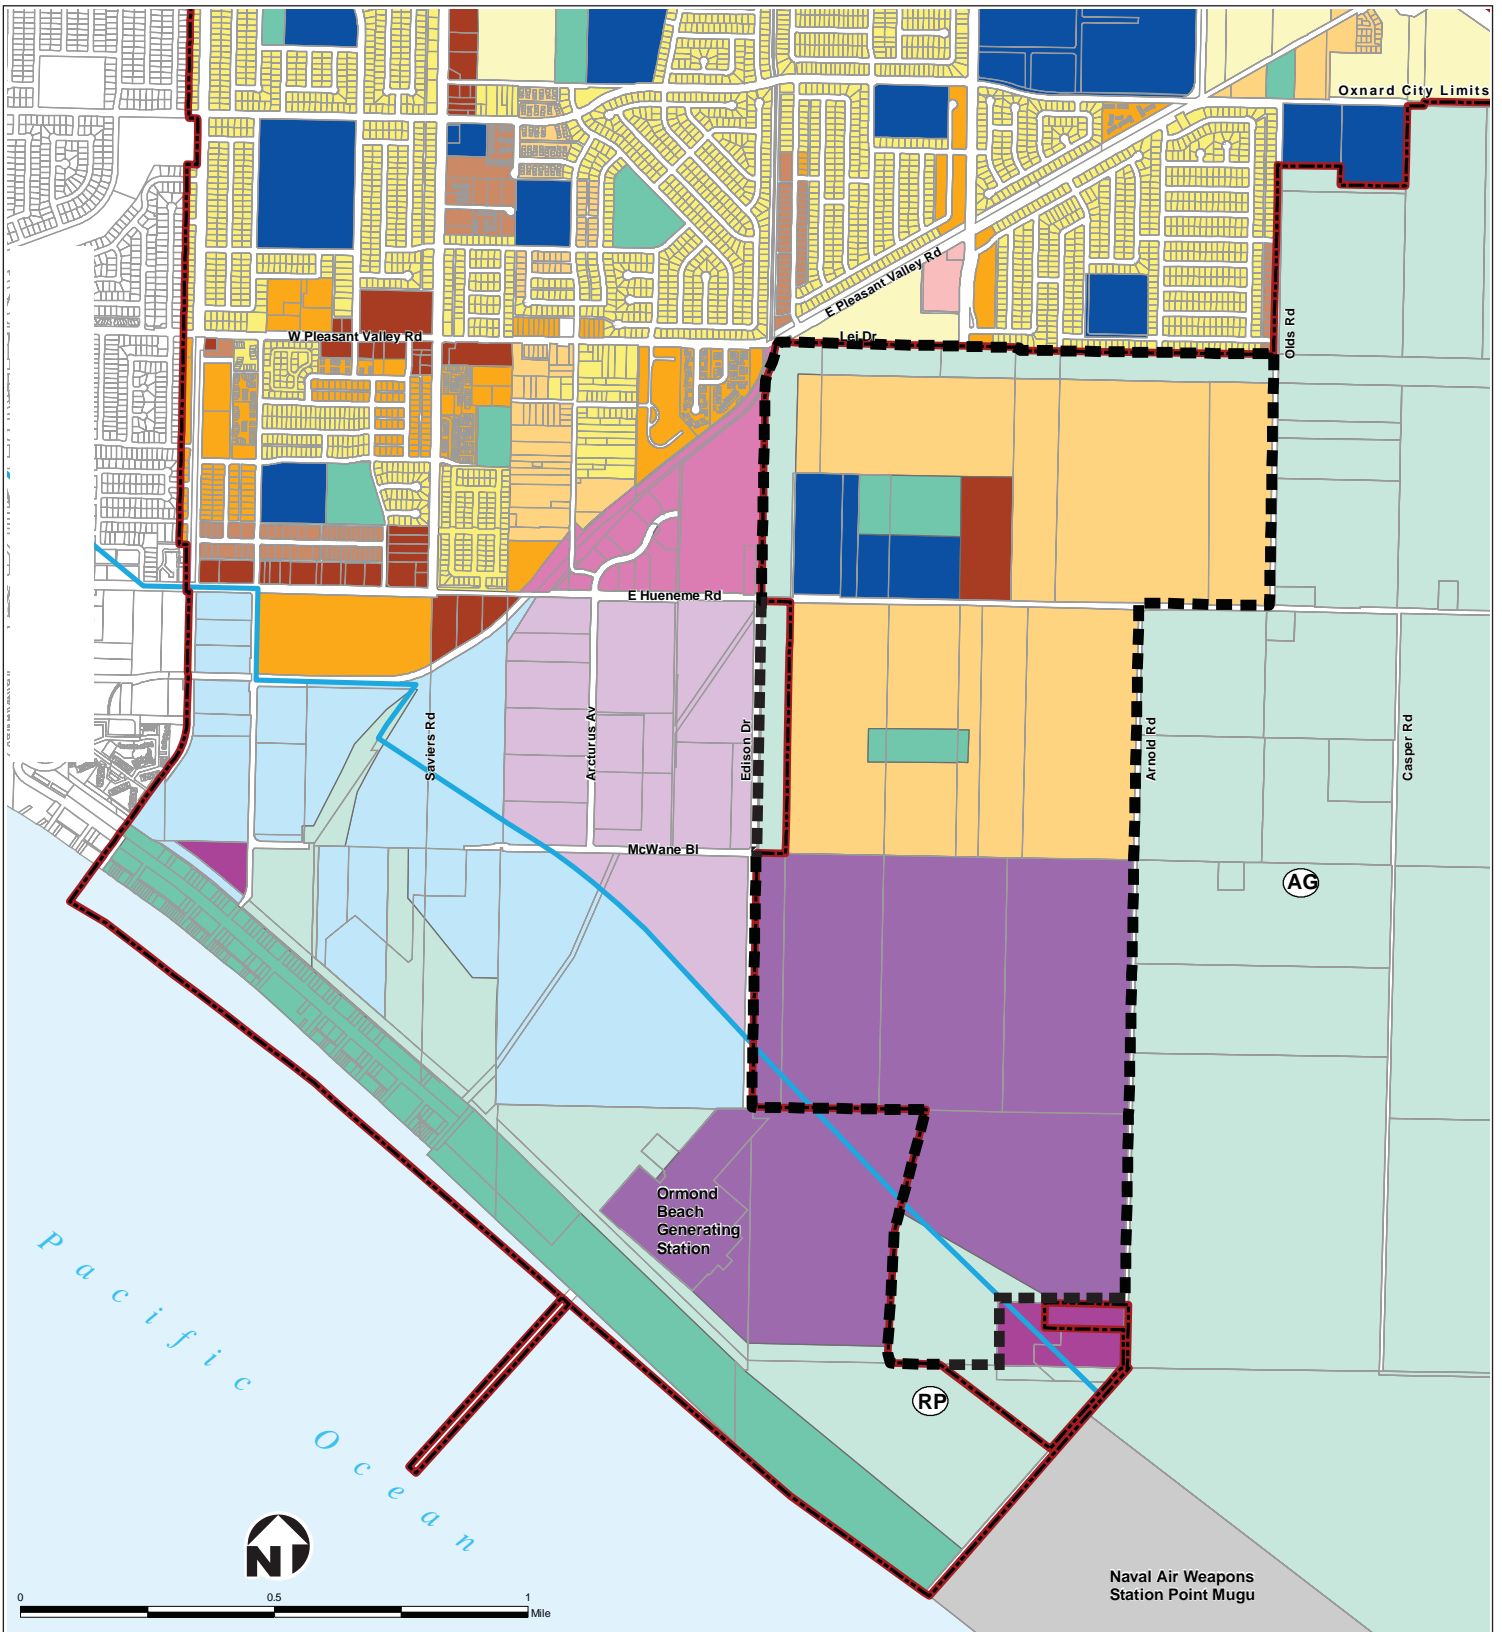 Oxnard City Limits
E Pleasant Valley Rd
W Pleasant Valley Rd
Lei Dr
Olds Rd
E Hueneme Rd
Saviers Rd
Arcturus Av
Edison Dr
Arnold Rd
Casper Rd
McWane Bl
AG
Ormond
Beach
Generating
Station
Pacific
Ocean
RP
N
Naval Air Weapons
Station Point Mugu
0 0.5 1
Mile